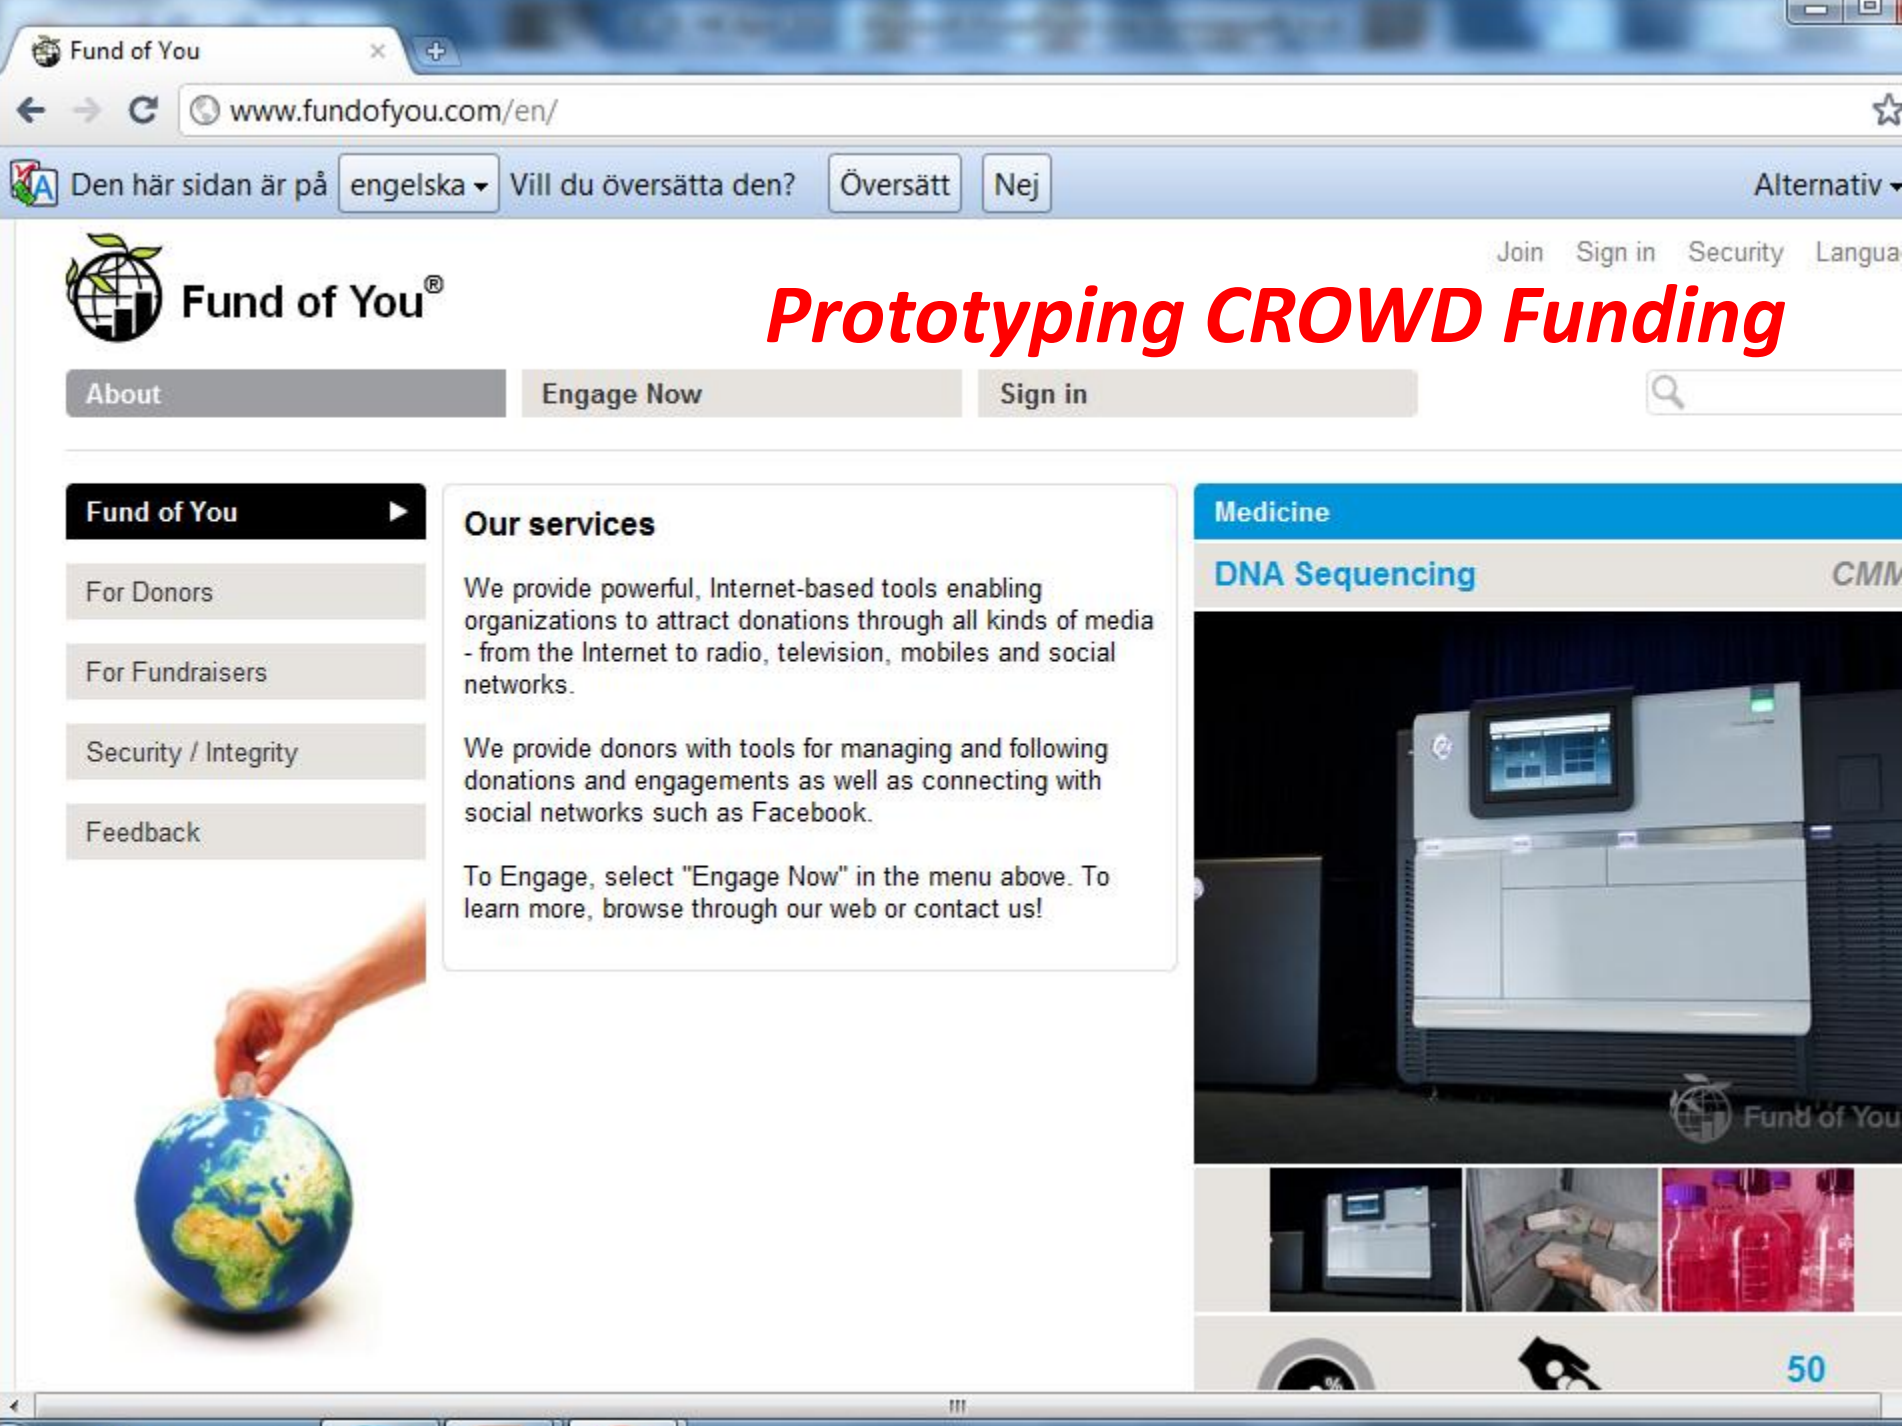 Fund of You
www.fundofyou.com/en/
Den här sidan är på engelska Vill du översätta den? Översätt Nej Alternativ
Join Sign in Security
Fund of You®
Prototyping CROWD Funding
About Engage Now Sign in
Fund of You
For Donors
For Fundraisers
Security / Integrity
Feedback
Our services
We provide powerful, Internet-based tools enabling
organizations to attract donations through all kinds of media
- from the Internet to radio, television, mobiles and social
networks.
We provide donors with tools for managing and following
donations and engagements as well as connecting with
social networks such as Facebook.
To Engage, select "Engage Now" in the menu above. To
learn more, browse through our web or contact us!
Medicine
DNA Sequencing
Fund of You
50